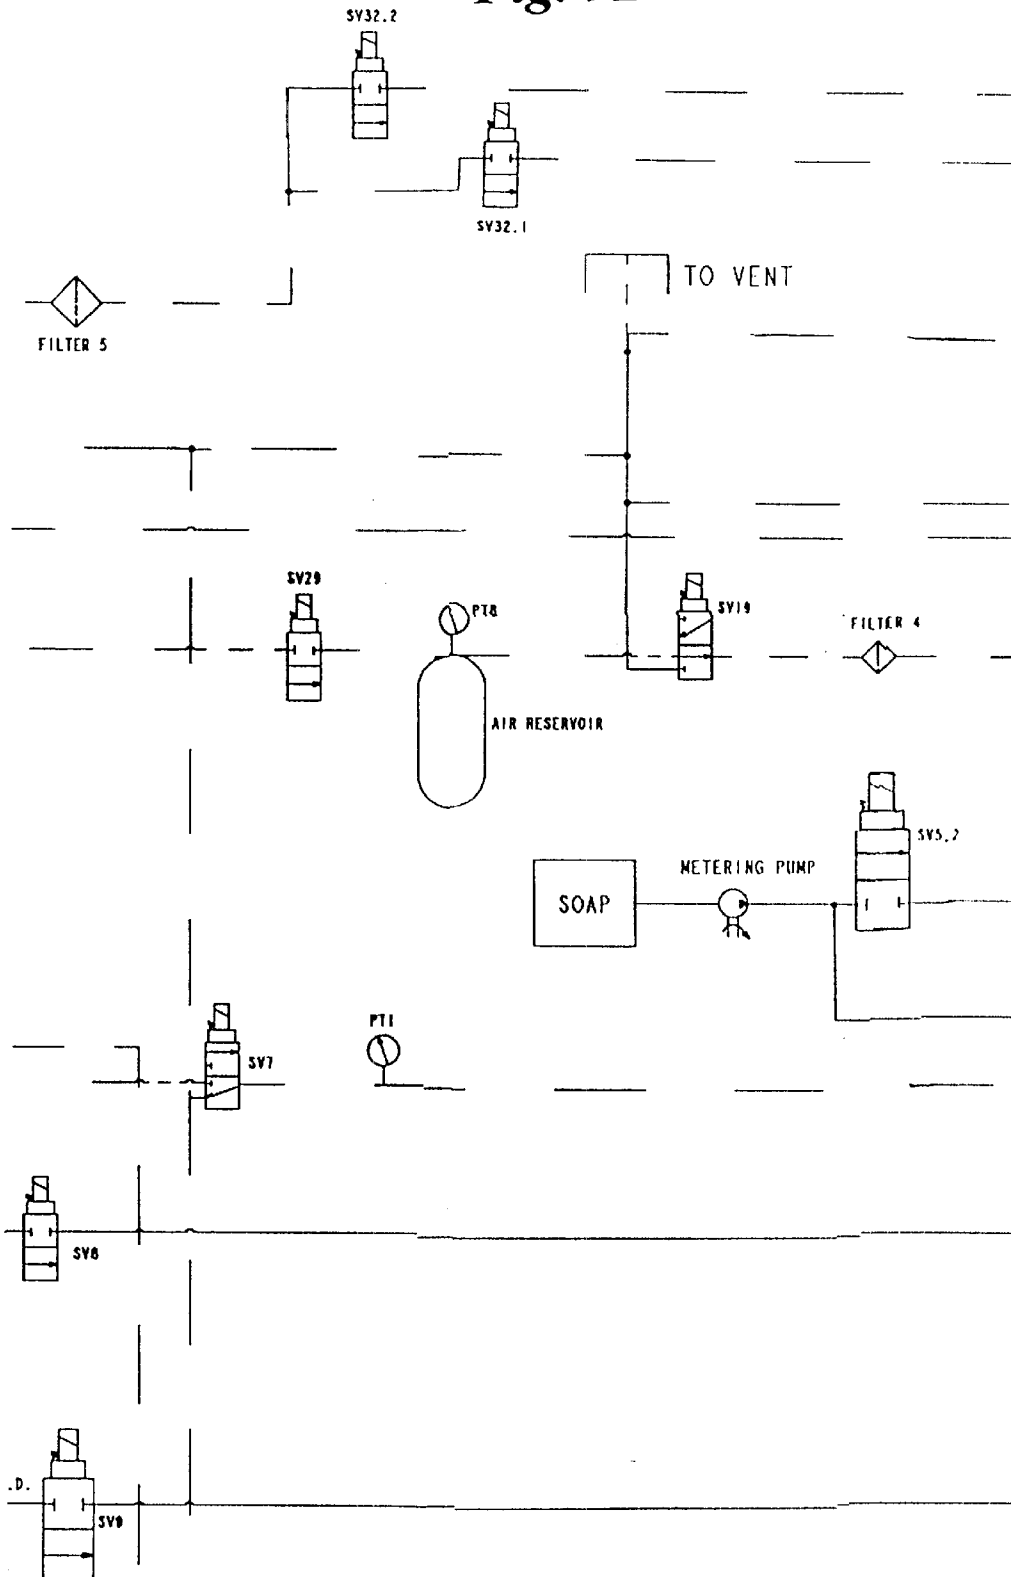 SV32.2
SV32.1
TO VENT
FILTER 5
SV29
PT8
SV19
FILTER 4
AIR RESERVOIR
SV5.2
METERING PUMP
SOAP
PT1
SV7
SV8
.D.
SV9